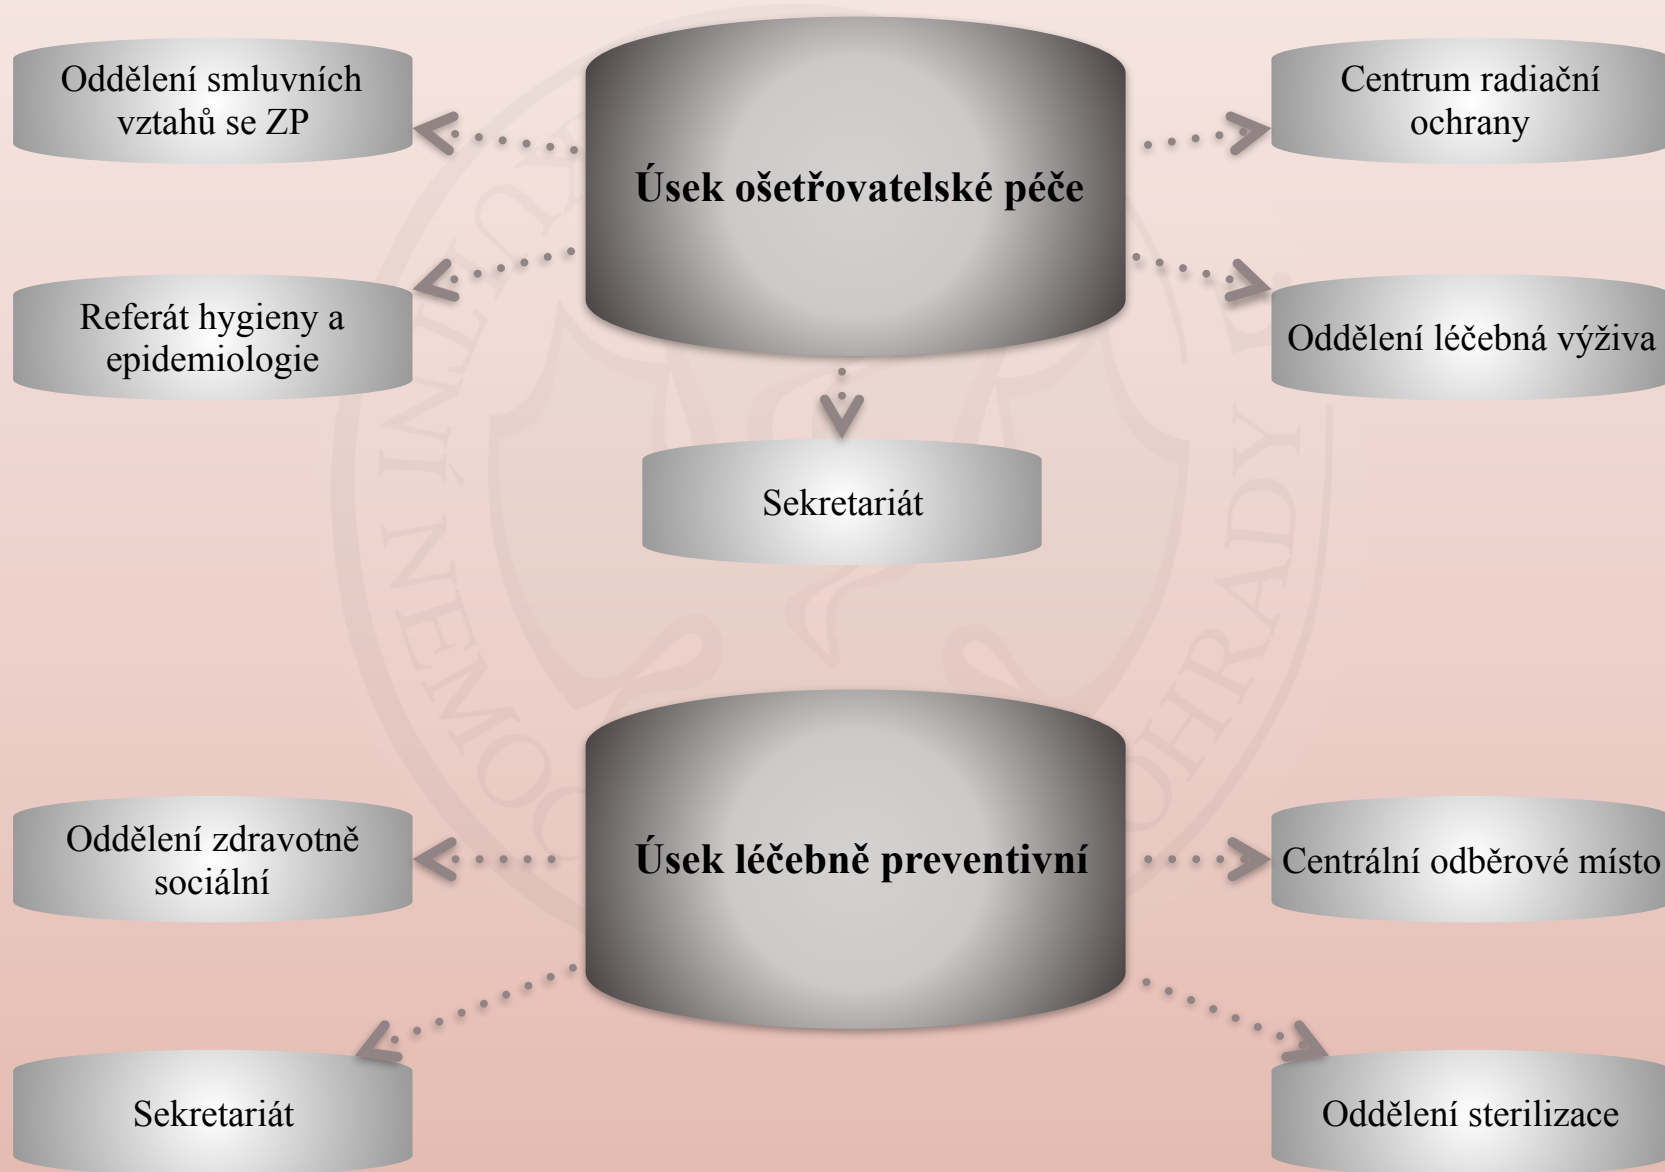 Oddělení smluvních
vztahů se ZP
Centrum radiační
ochrany
Úsek ošetřovatelské péče
Referát hygieny a
epidemiologie
Oddělení léčebná výživa
Sekretariát
Oddělení zdravotně
sociální
Úsek léčebně preventivní
Centrální odběrové místo
Sekretariát
Oddělení sterilizace